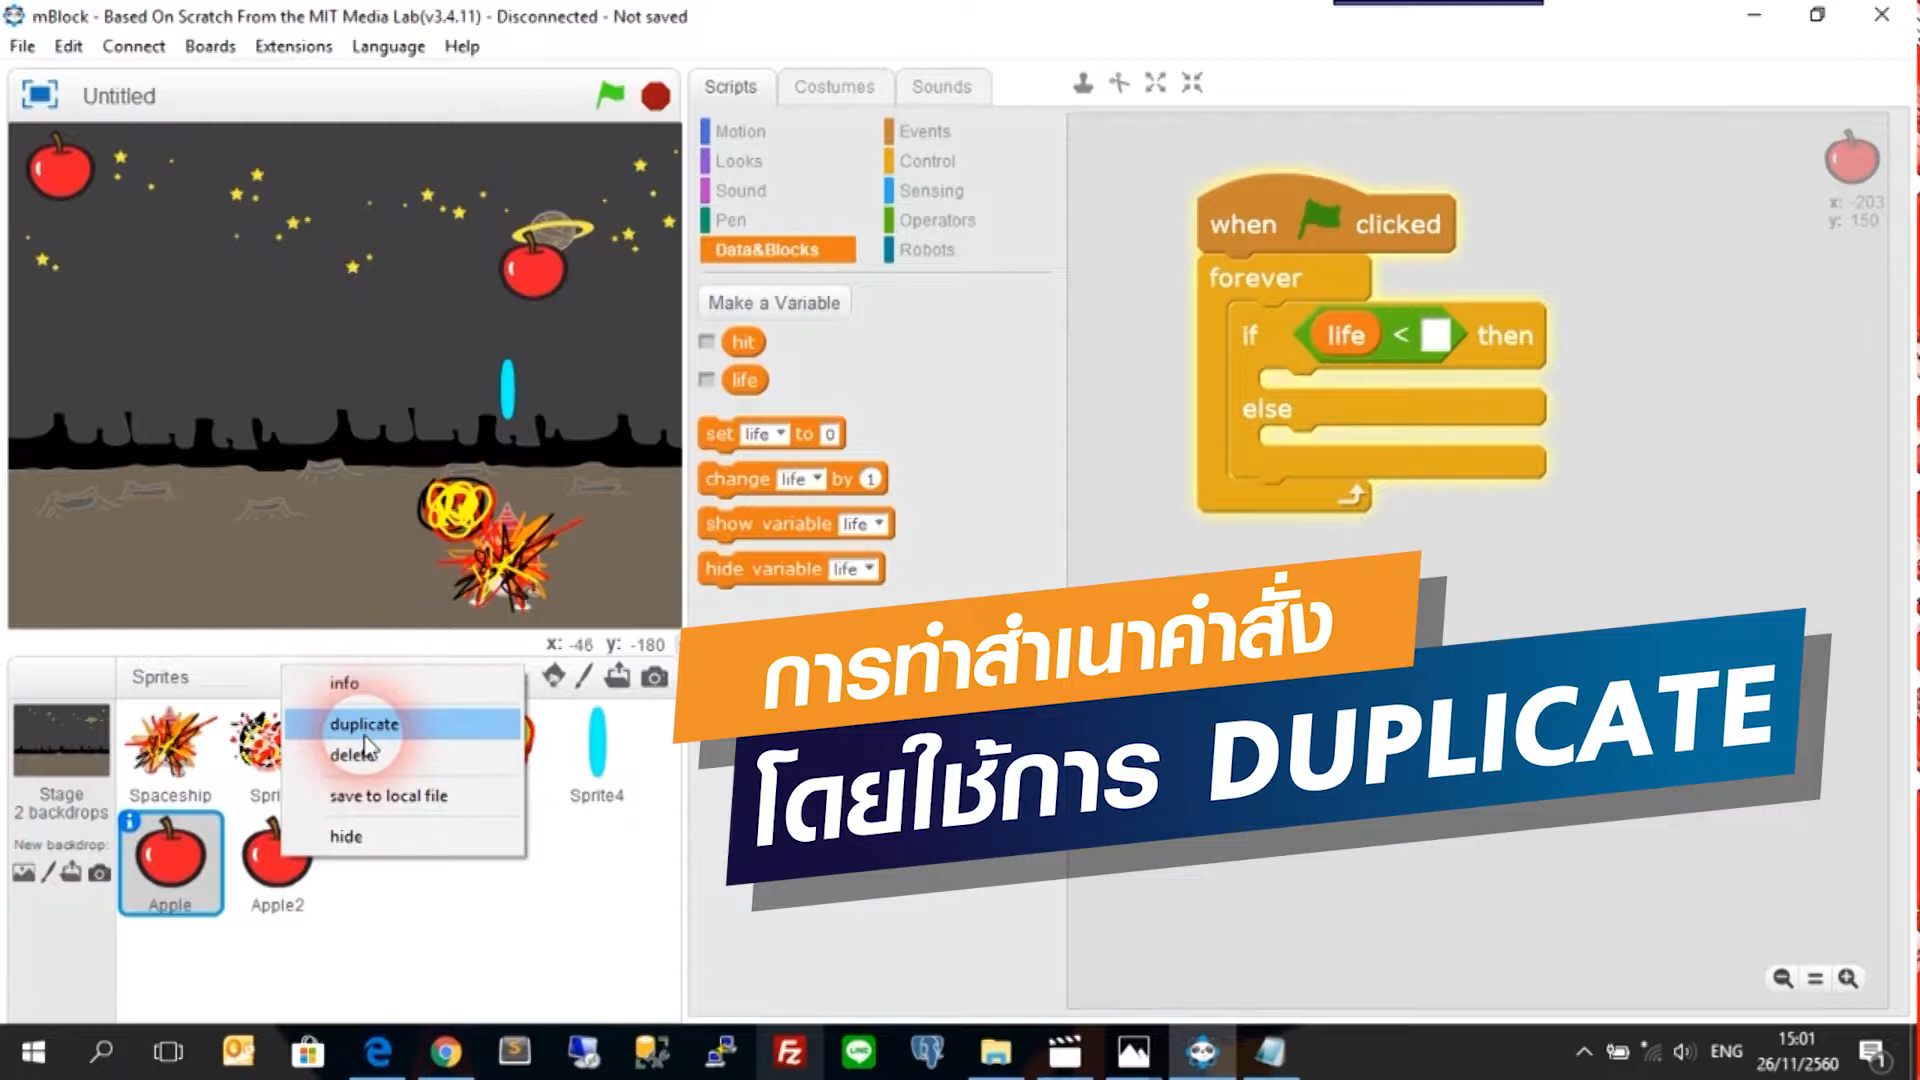 mBlock - Based On Scratch From the MIT Media Lab(v3.4.11) - Disconnected - Not saved
File Edit Connect Boards Extensions Language Help
Untitled
Scripts Costumes Sounds
Motion Events
Looks Control
Sound Sensing
Pen Operators
Data&Blocks Robots
Make a Variable
hit
life
set life to 0
change life by 1
show variable life
hide variable life
x: -203
y: 150
when clicked
forever
if life < then
else
x: -46 y: -180
Sprites
info
duplicate
delete
save to local file
hide
Stage
2 backdrops
New backdrop:
Spaceship
Spri
Sprite4
Apple
Apple2
การทำสำเนาคำสั่ง
โดยใช้การ DUPLICATE
ENG
15:01
26/11/2560
1